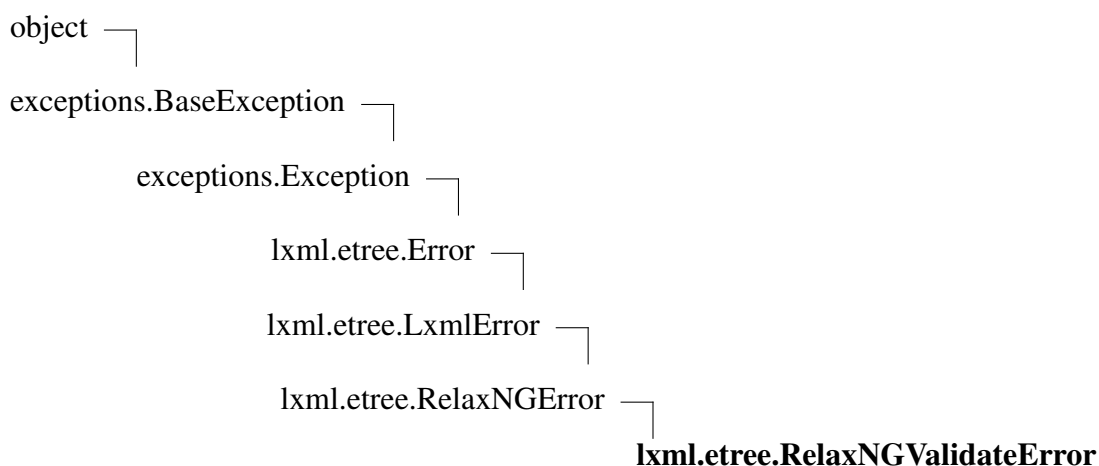 object
exceptions.BaseException
exceptions.Exception
lxml.etree.Error
lxml.etree.LxmlError
lxml.etree.RelaxNGError
lxml.etree.RelaxNGValidateError